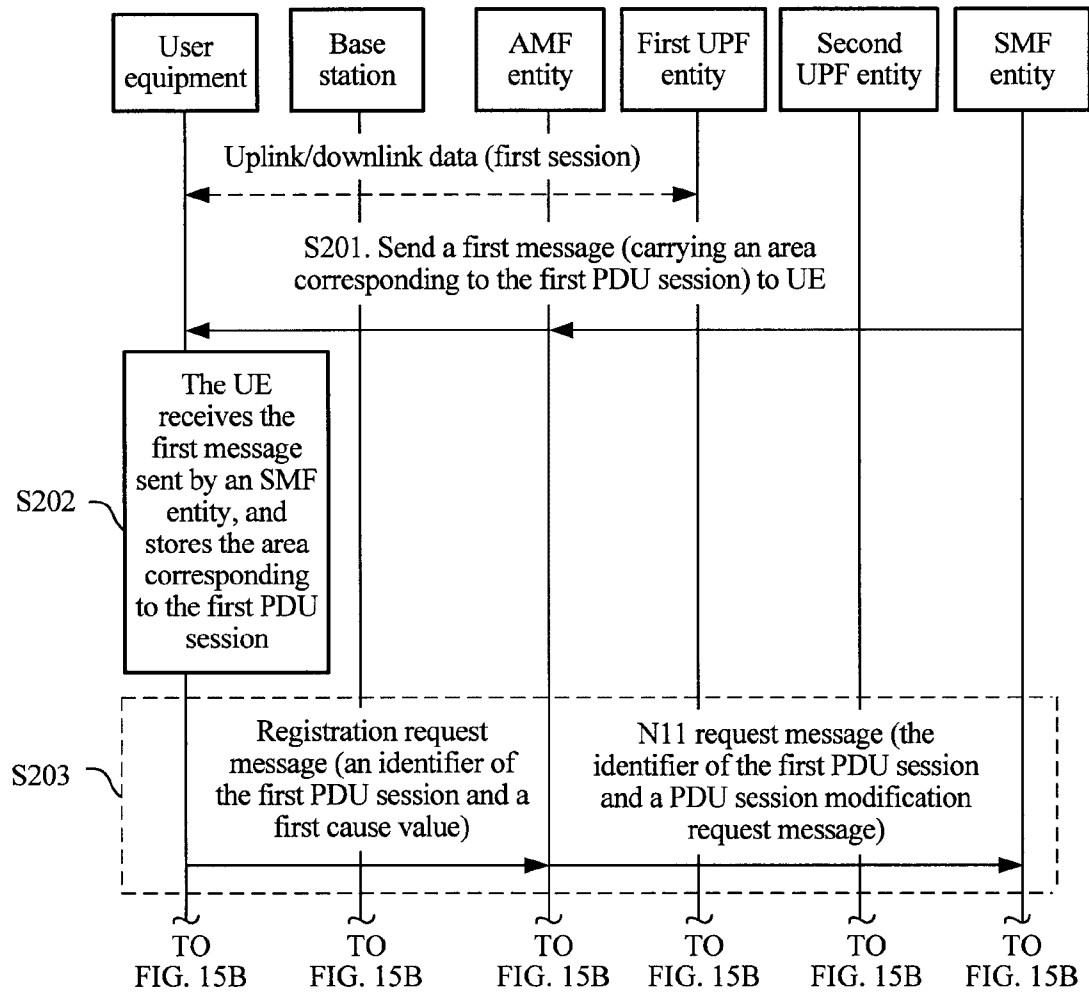 User
equipment
Base
station
AMF
entity
First UPF
entity
Second
UPF entity
SMF
entity
Uplink/downlink data (first session)
S201. Send a first message (carrying an area
corresponding to the first PDU session) to UE
The UE
receives the
first message
sent by an SMF
entity, and
stores the area
corresponding
to the first PDU
session
S202
Registration request
message (an identifier of
the first PDU session and a
first cause value)
N11 request message (the
identifier of the first PDU session
and a PDU session modification
request message)
S203
TO
FIG. 15B
TO
FIG. 15B
TO
FIG. 15B
TO
FIG. 15B
TO
FIG. 15B
TO
FIG. 15B